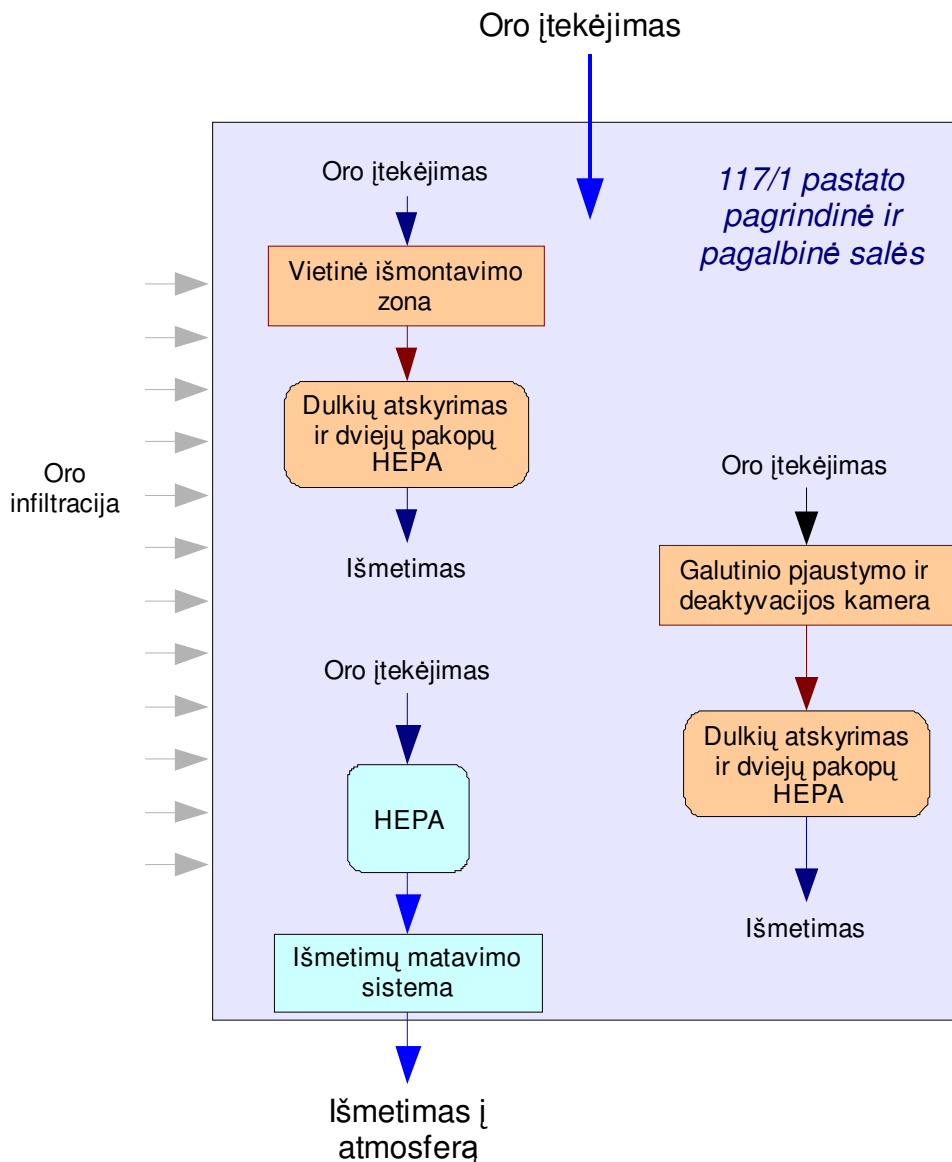 Oro įtekėjimas
117/1 pastato
pagrindinė ir
pagalbinė salės
Oro įtekėjimas
Vietinė išmontavimo
zona
Dulkių atskyrimas
ir dviejų pakopų
HEPA
Išmetimas
Oro
infiltracija
Oro įtekėjimas
Galutinio pjaustymo ir
deaktyvacijos kamera
Dulkių atskyrimas
ir dviejų pakopų
HEPA
Išmetimas
Oro įtekėjimas
HEPA
Išmetimų matavimo
sistema
Išmetimas į
atmosferą